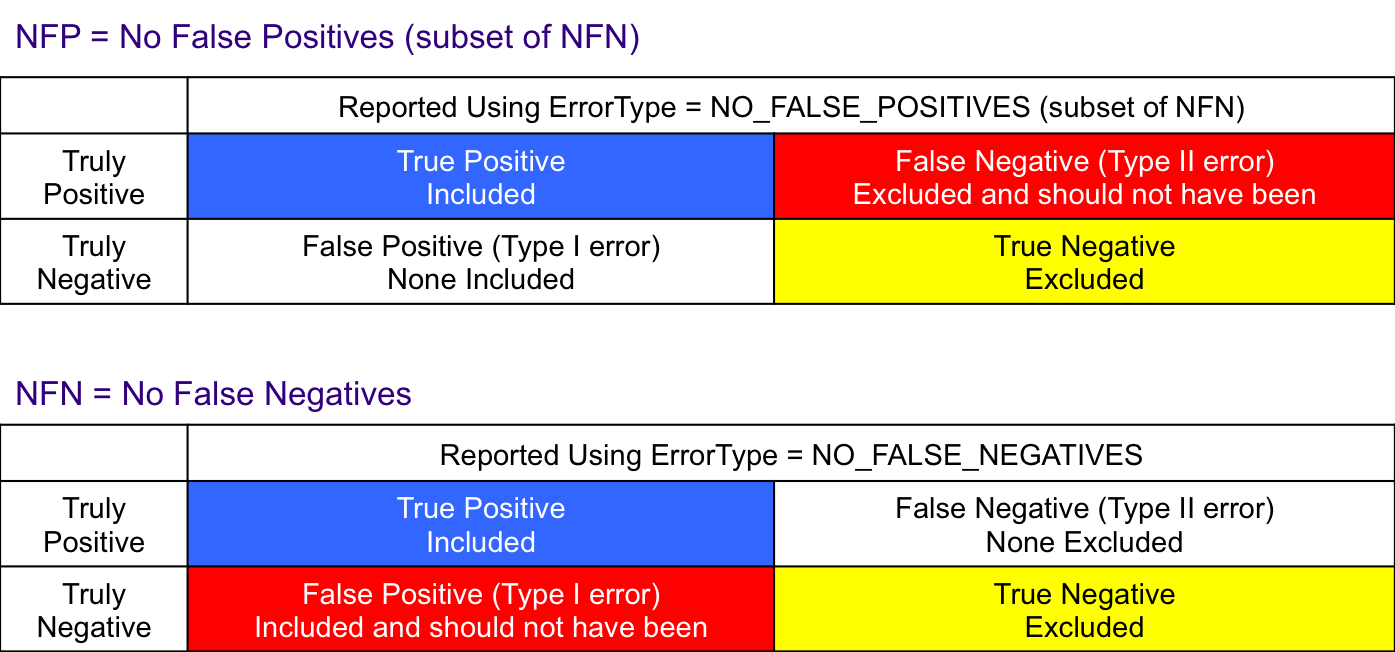 NFP = No False Positives (subset of NFN)
Reported Using ErrorType = NO_FALSE_POSITIVES (subset of NFN)
Truly
Positive
True Positive
Included
False Negative (Type II error)
Excluded and should not have been
Truly
Negative
False Positive (Type I error)
None Included
True Negative
Excluded
NFN = No False Negatives
Reported Using ErrorType = NO_FALSE_NEGATIVES
Truly
Positive
True Positive
Included
False Negative (Type II error)
None Excluded
Truly
Negative
False Positive (Type I error)
Included and should not have been
True Negative
Excluded